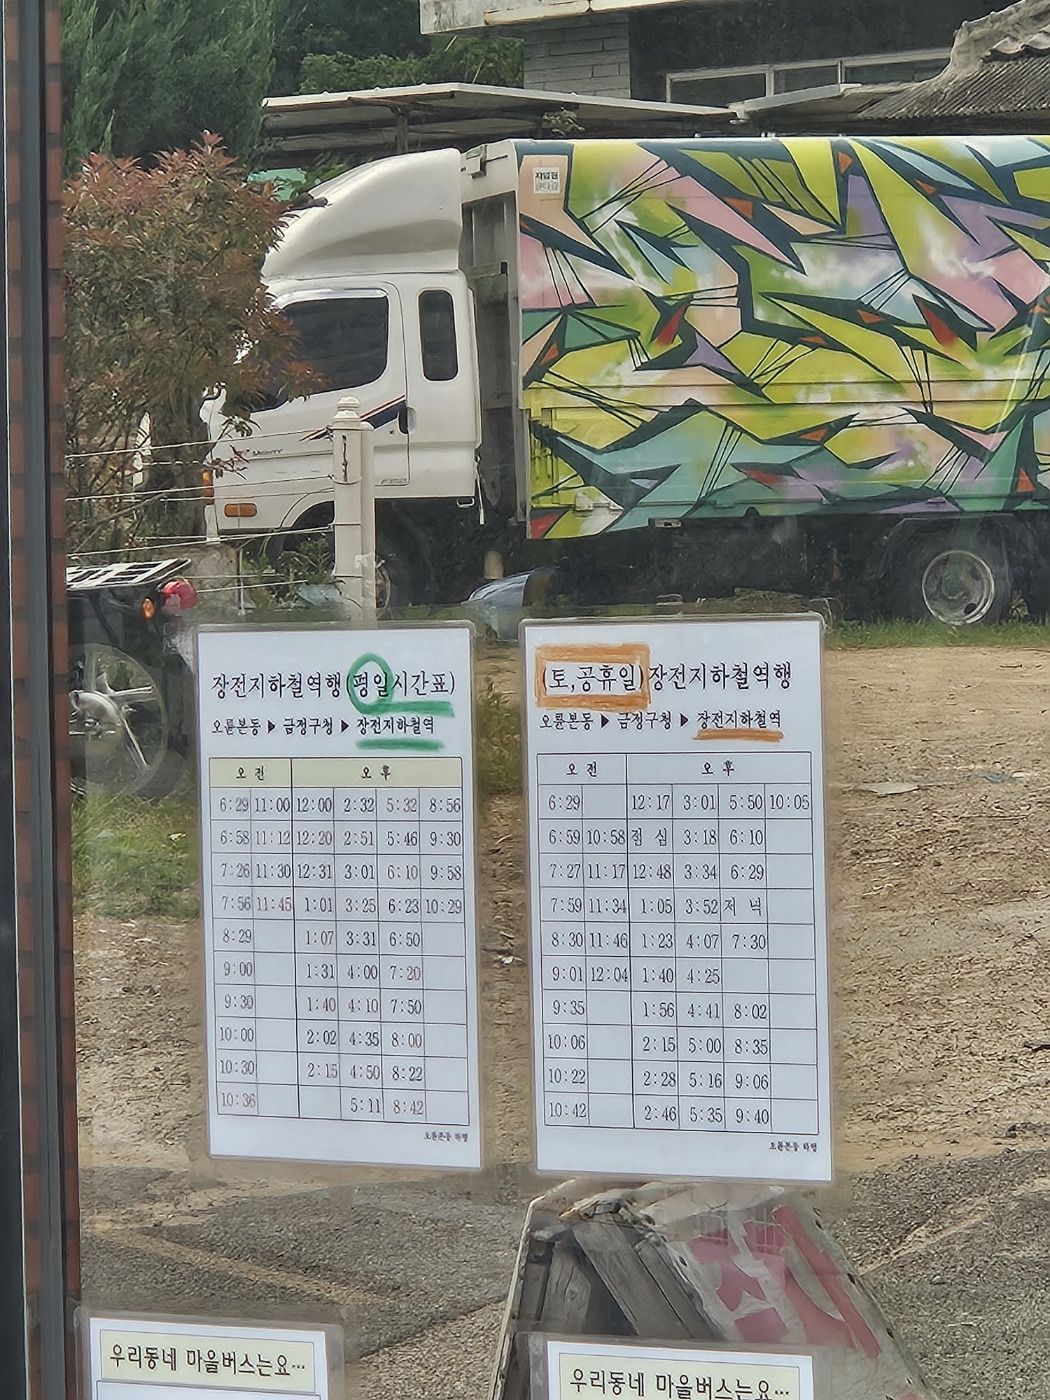 장전지하철역행(평일시간표)
오륜본동 ▶ 금정구청 ▶ 장전지하철역
오 전 오 후
6:29 11:00 12:00 2:32 5:32 8:56
6:58 11:12 12:20 2:51 5:46 9:30
7:26 11:30 12:31 3:01 6:10 9:58
7:56 11:45 1:01 3:25 6:23 10:29
8:29 1:07 3:31 6:50
9:00 1:31 4:00 7:20
9:30 1:40 4:10 7:50
10:00 2:02 4:35 8:00
10:30 2:15 4:50 8:22
10:36 5:11 8:42
오륜본동 하행
(토,공휴일)장전지하철역행
오륜본동 ▶ 금정구청 ▶ 장전지하철역
오 전 오 후
6:29 12:17 3:01 5:50 10:05
6:59 10:58 점 심 3:18 6:10
7:27 11:17 12:48 3:34 6:29
7:59 11:34 1:05 3:52 저 녁
8:30 11:46 1:23 4:07 7:30
9:01 12:04 1:40 4:25
9:35 1:56 4:41 8:02
10:06 2:15 5:00 8:35
10:22 2:28 5:16 9:06
10:42 2:46 5:35 9:40
오륜본동 하행
우리동네 마을버스는요…
우리동네 마을버스는요…